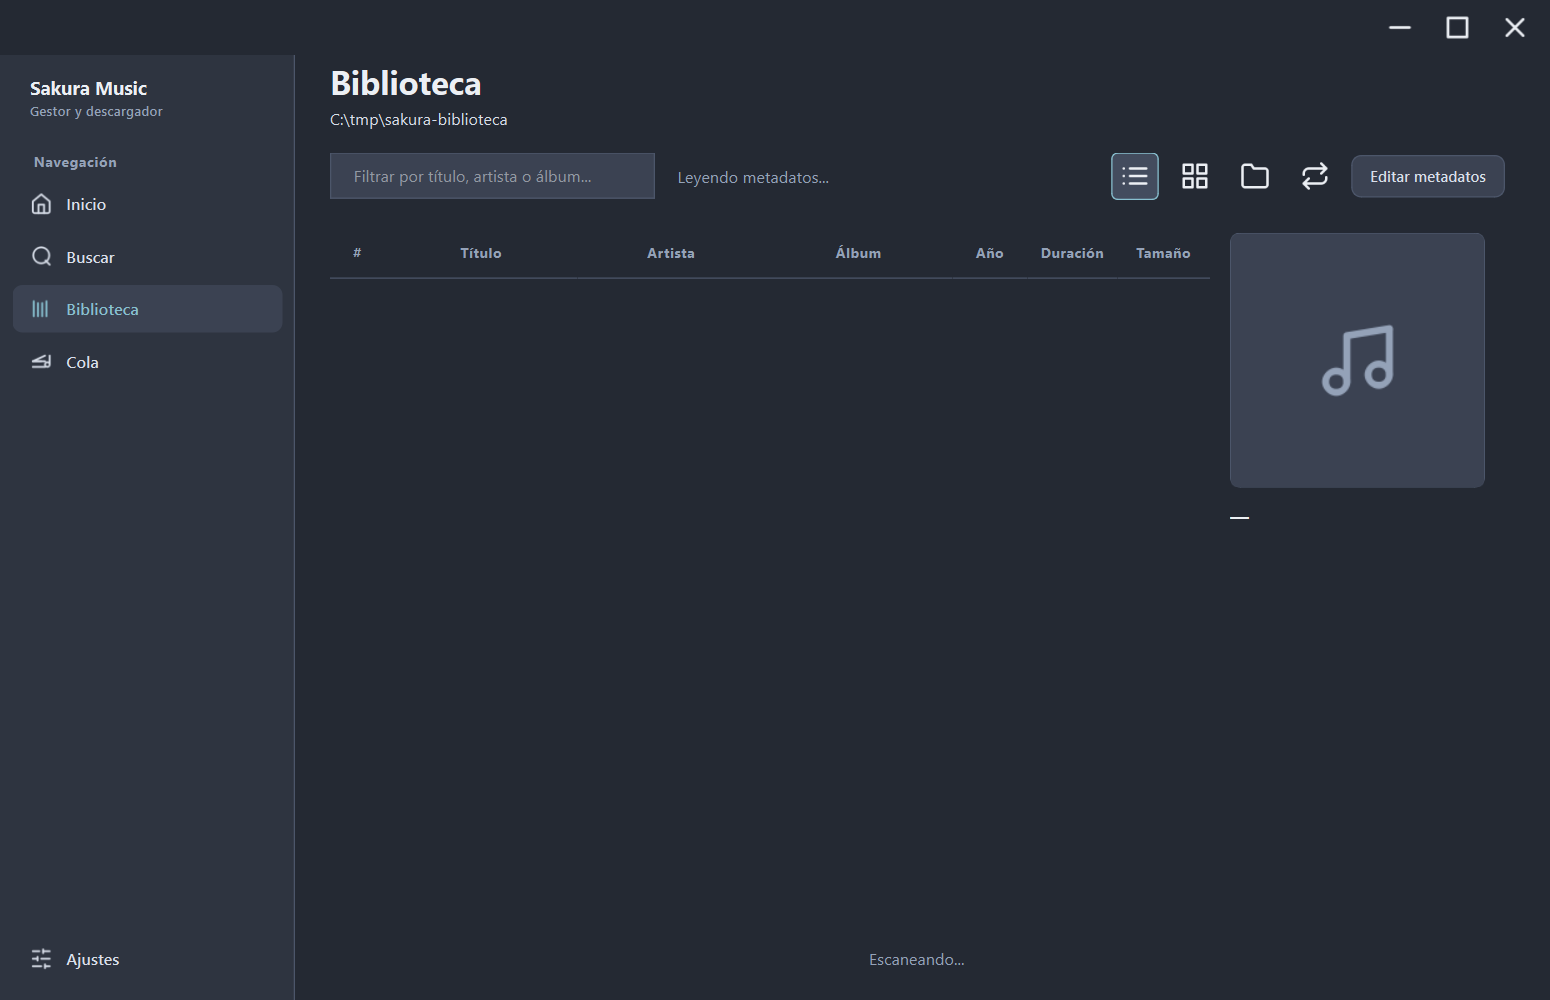 Sakura Music
Gestor y descargador
Navegación
Inicio
Buscar
Biblioteca
Cola
Ajustes
Biblioteca
C:\tmp\sakura-biblioteca
Filtrar por título, artista o álbum...
Leyendo metadatos...
Editar metadatos
# Título Artista Álbum Año Duración Tamaño
—
Escaneando...